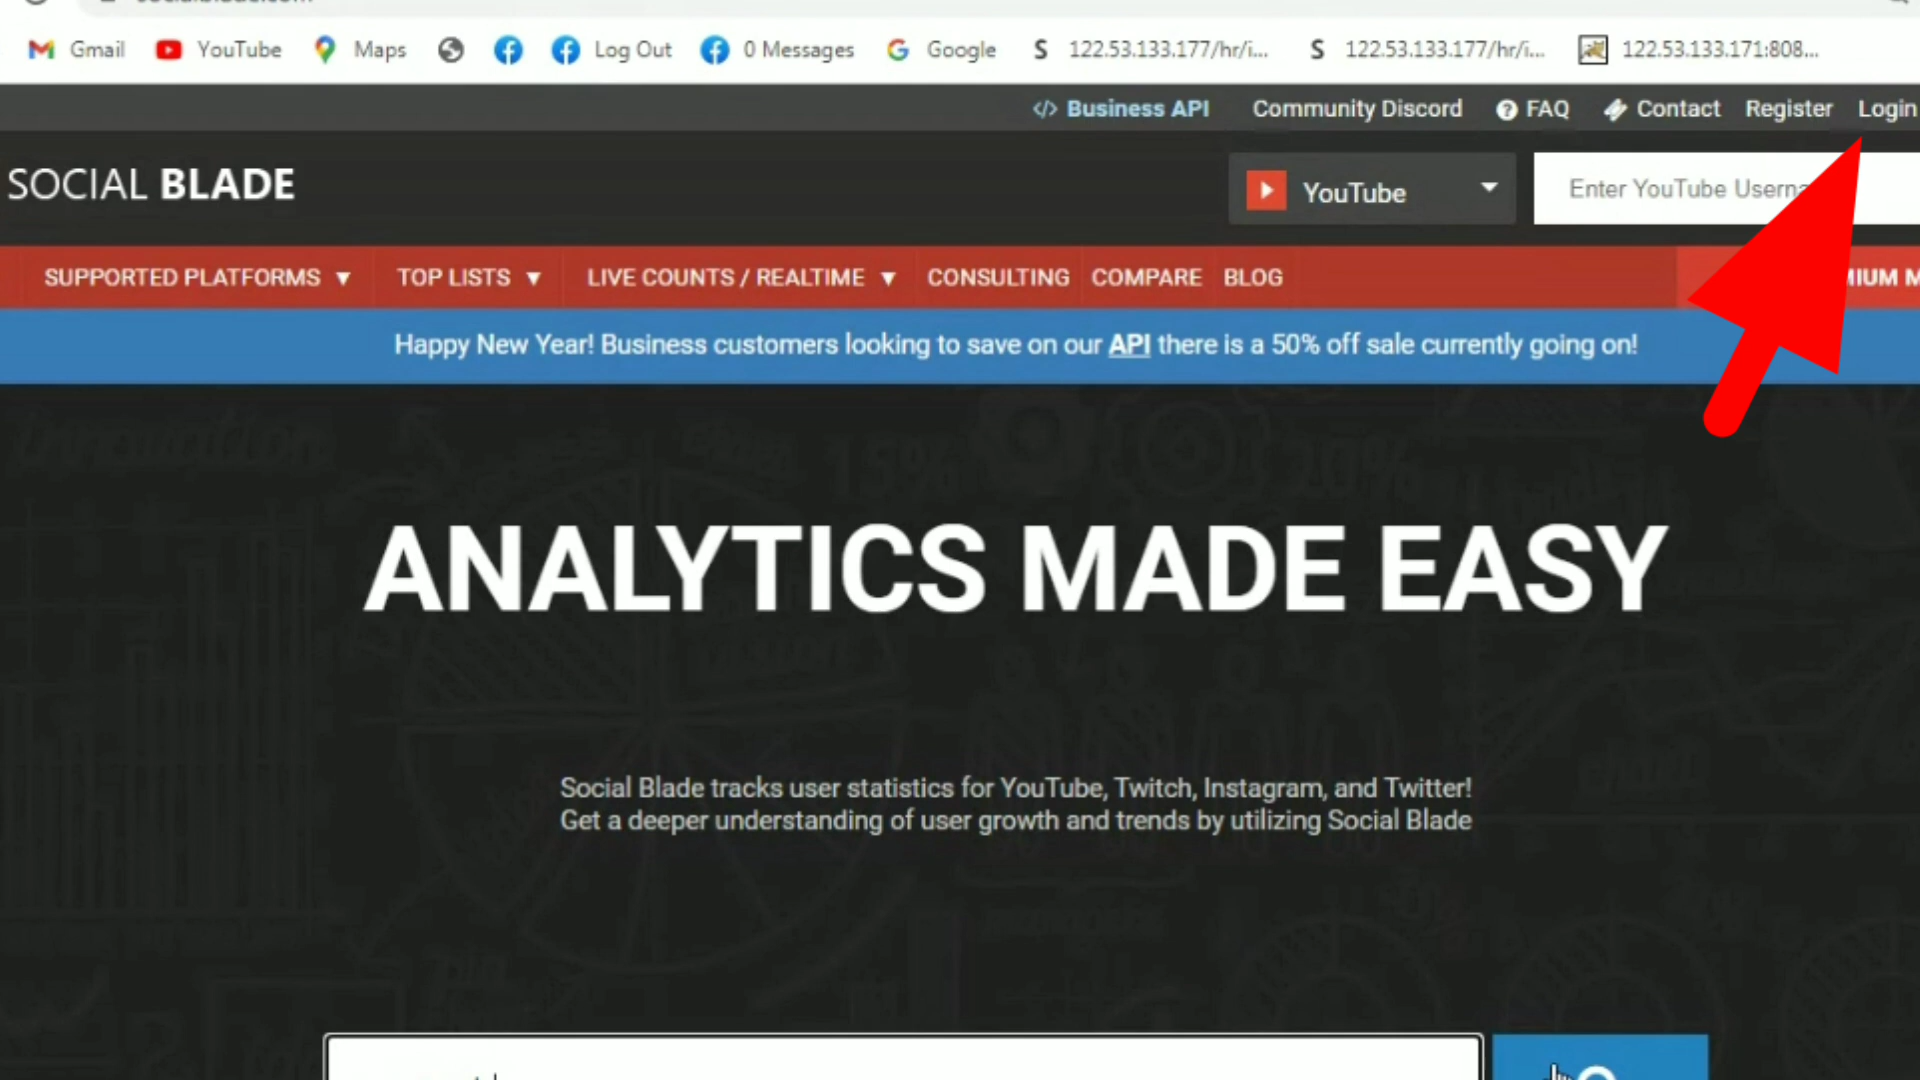 Gmail YouTube Maps Log Out 0 Messages Google 122.53.133.177/hr/i... 122.53.133.177/hr/i... 122.53.133.171:808...
</> Business API Community Discord FAQ Contact Register Login
SOCIAL BLADE
YouTube
Enter YouTube
SUPPORTED PLATFORMS ▼ TOP LISTS ▼ LIVE COUNTS / REALTIME ▼ CONSULTING COMPARE BLOG
Happy New Year! Business customers looking to save on our API there is a 50% off sale currently going on!
ANALYTICS MADE EASY
Social Blade tracks user statistics for YouTube, Twitch, Instagram, and Twitter!
Get a deeper understanding of user growth and trends by utilizing Social Blade